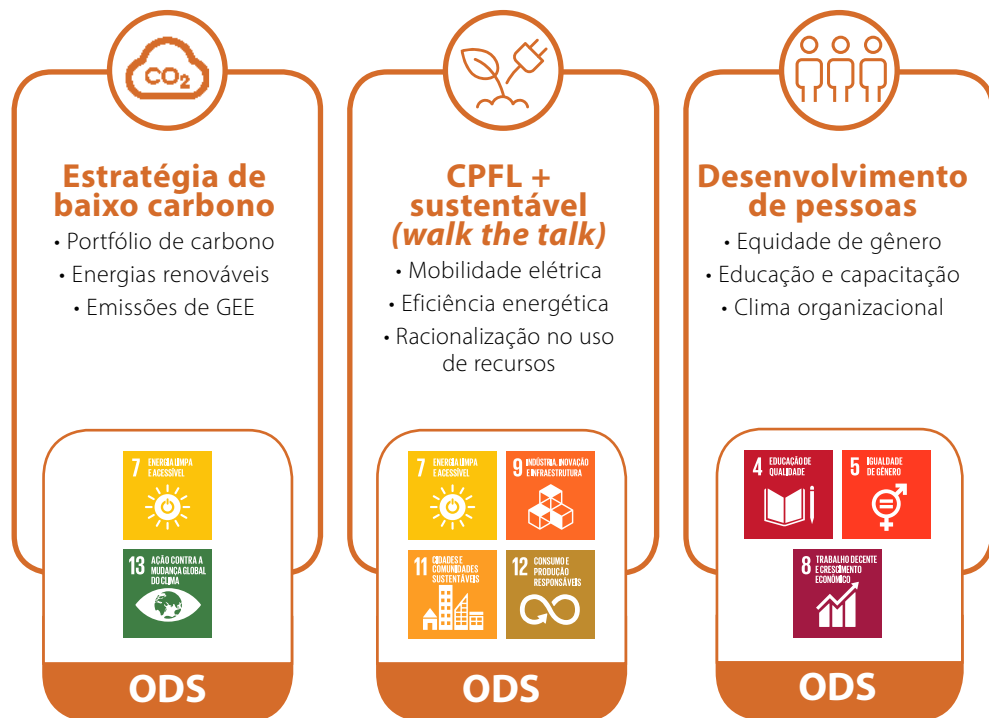 CO2
Estratégia de
baixo carbono
• Portfólio de carbono
• Energias renováveis
• Emissões de GEE
7 ENERGIA LIMPA
E ACESSÍVEL
13 AÇÃO CONTRA A
MUDANÇA GLOBAL
DO CLIMA
ODS
CPFL +
sustentável
(walk the talk)
• Mobilidade elétrica
• Eficiência energética
• Racionalização no uso
de recursos
7 ENERGIA LIMPA
E ACESSÍVEL
9 INDÚSTRIA, INOVAÇÃO
E INFRAESTRUTURA
11 CIDADES E
COMUNIDADES
SUSTENTÁVEIS
12 CONSUMO E
PRODUÇÃO
RESPONSÁVEIS
ODS
Desenvolvimento
de pessoas
• Equidade de gênero
• Educação e capacitação
• Clima organizacional
4 EDUCAÇÃO DE
QUALIDADE
5 IGUALDADE
DE GÊNERO
8 TRABALHO DECENTE
E CRESCIMENTO
ECONÔMICO
ODS